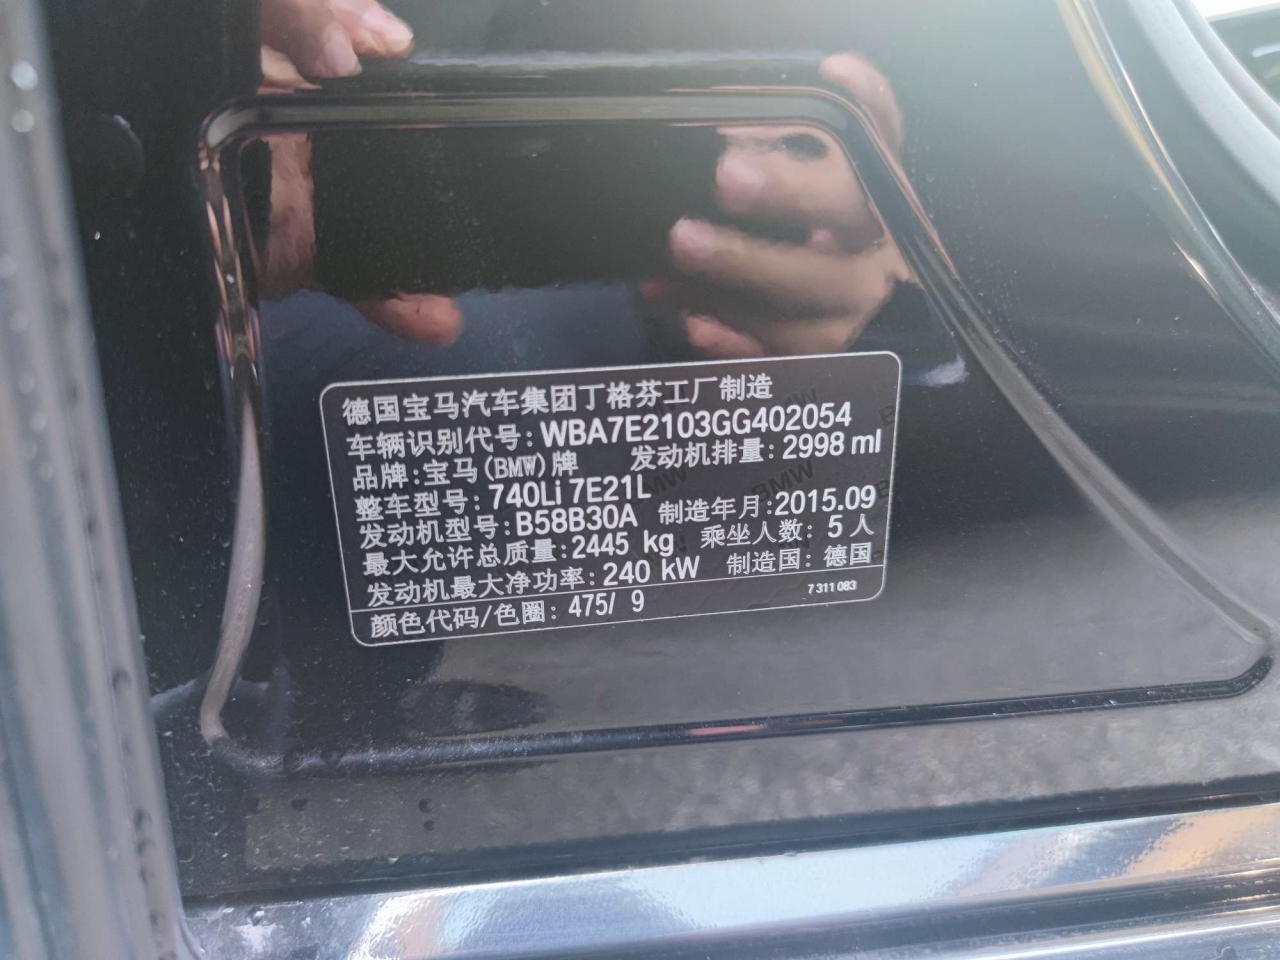 德国宝马汽车集团丁格芬工厂制造
车辆识别代号: WBA7E2103GG402054
品牌: 宝马(BMW)牌 发动机排量: 2998 ml
整车型号: 740Li 7E21L
发动机型号: B58B30A 制造年月: 2015.09
最大允许总质量: 2445 kg 乘坐人数: 5 人
发动机最大净功率: 240 kW 制造国: 德国
颜色代码/色圈: 475/ 9 7 311 083
BMW
BMW
BMW